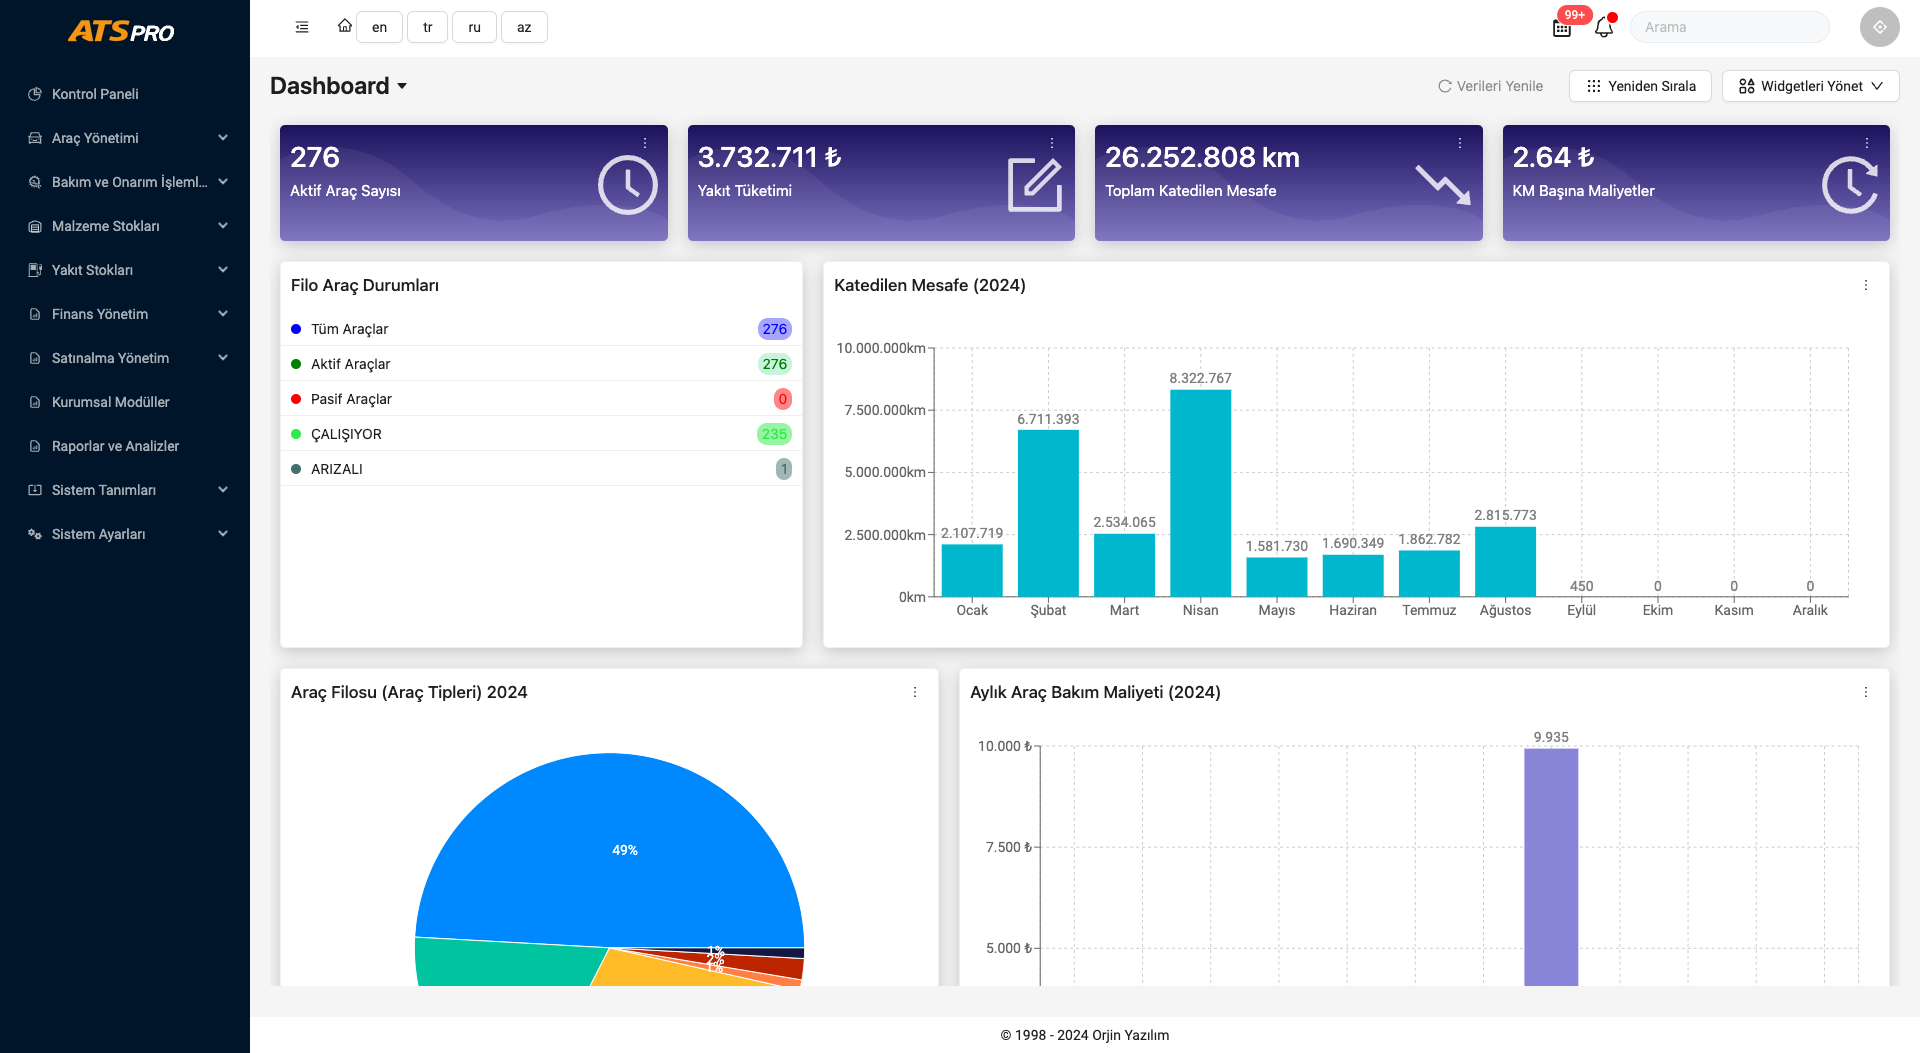 ATSPRO
Kontrol Paneli
Araç Yönetimi
Bakım ve Onarım İşleml...
Malzeme Stokları
Yakıt Stokları
Finans Yönetim
Satınalma Yönetim
Kurumsal Modüller
Raporlar ve Analizler
Sistem Tanımları
Sistem Ayarları
en
tr
ru
az
99+
Arama
Dashboard
Verileri Yenile
Yeniden Sırala
Widgetleri Yönet
276
Aktif Araç Sayısı
3.732.711 ₺
Yakıt Tüketimi
26.252.808 km
Toplam Katedilen Mesafe
2.64 ₺
KM Başına Maliyetler
Filo Araç Durumları
Tüm Araçlar 276
Aktif Araçlar 276
Pasif Araçlar 0
ÇALIŞIYOR 235
ARIZALI 1
Katedilen Mesafe (2024)
10.000.000km
7.500.000km
5.000.000km
2.500.000km
0km
2.107.719
6.711.393
2.534.065
8.322.767
1.581.730
1.690.349
1.862.782
2.815.773
450
0
0
0
Ocak
Şubat
Mart
Nisan
Mayıs
Haziran
Temmuz
Ağustos
Eylül
Ekim
Kasım
Aralık
Araç Filosu (Araç Tipleri) 2024
49%
1%
2%
1%
Aylık Araç Bakım Maliyeti (2024)
10.000 ₺
7.500 ₺
5.000 ₺
9.935
© 1998 - 2024 Orjin Yazılım